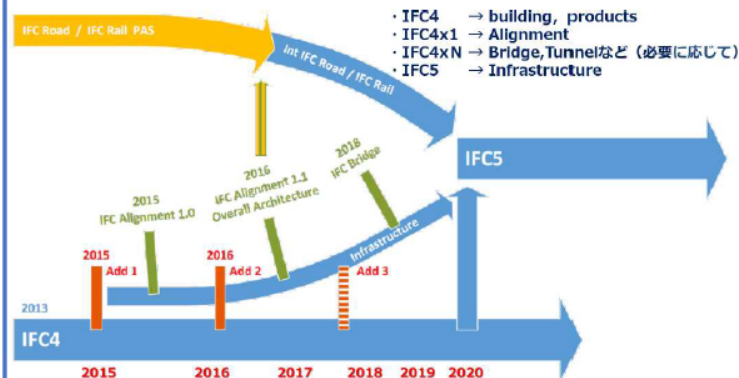 ・IFC4 → building, products
・IFC4x1 → Alignment
・IFC4xN → Bridge,Tunnelなど（必要に応じて）
・IFC5 → Infrastructure
IFC Road / IFC Rail PAS
Int IFC Road / IFC Rail
IFC5
2018
IFC Bridge
2016
IFC Alignment 1.1
Overall Architecture
2015
IFC Alignment 1.0
Infrastructure
2015
Add 1
2016
Add 2
Add 3
2013
IFC4
2015 2016 2017 2018 2019 2020